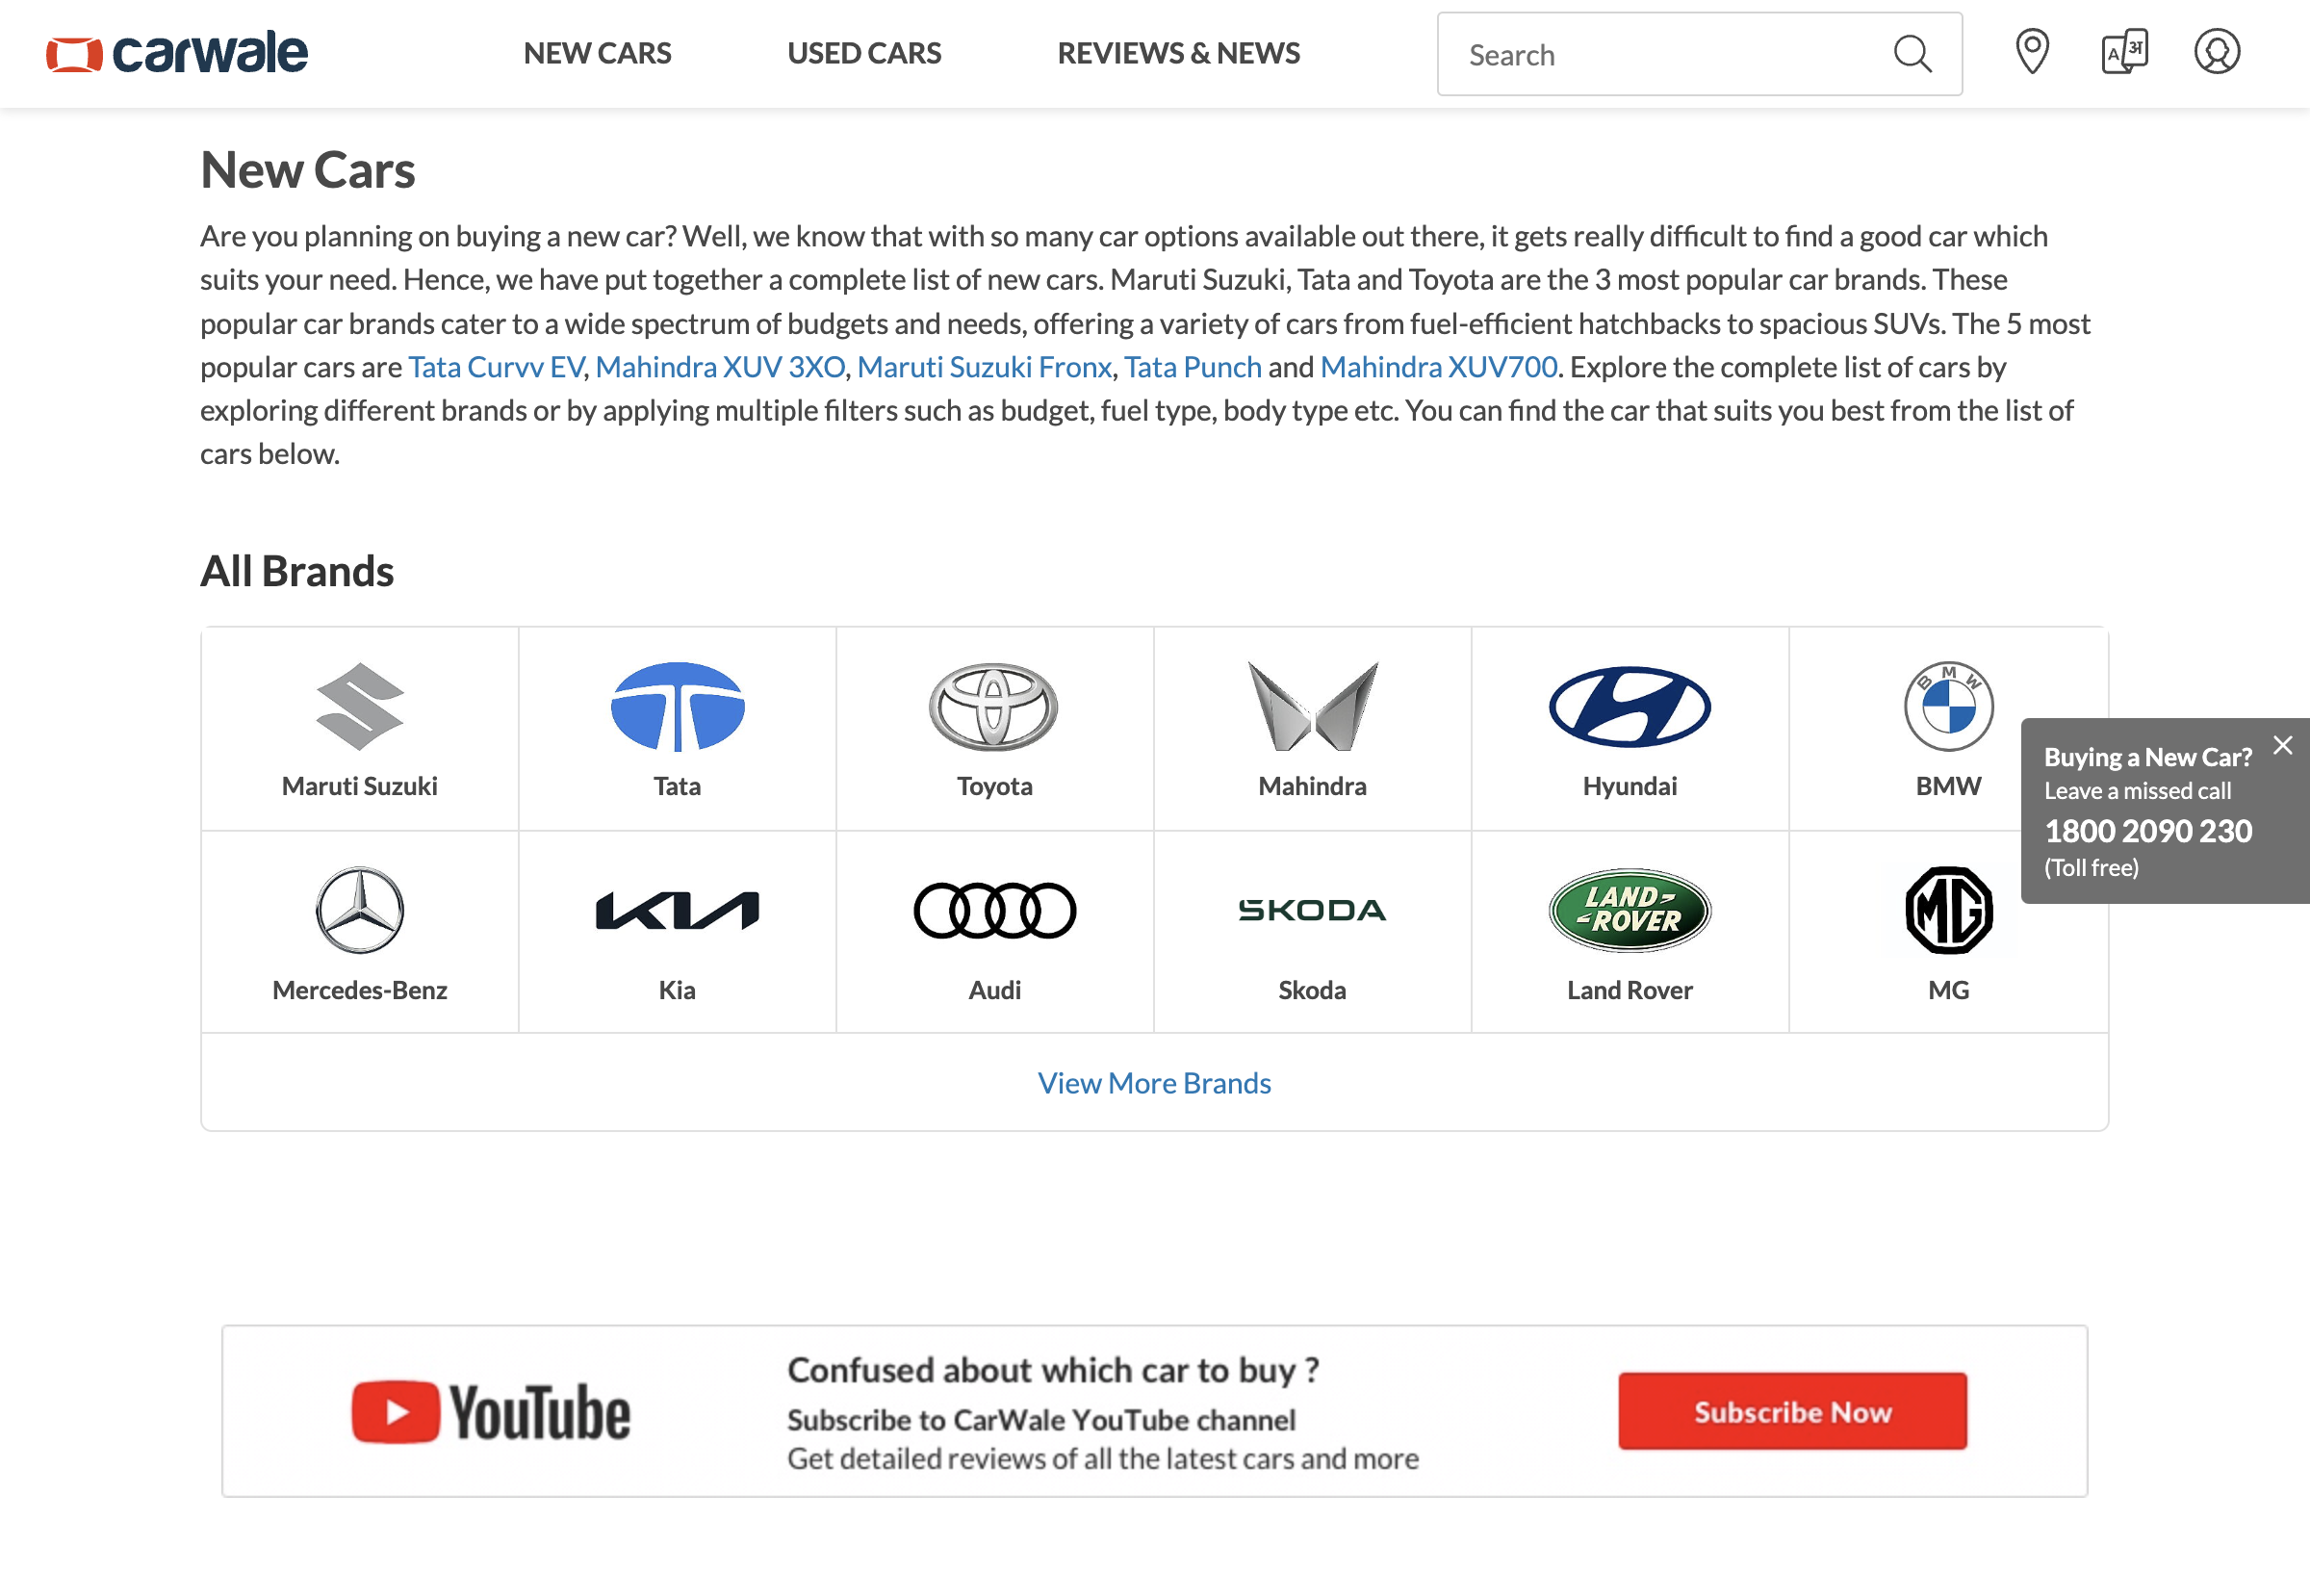 carwale
NEW CARS
USED CARS
REVIEWS & NEWS
Search
A अ
New Cars
Are you planning on buying a new car? Well, we know that with so many car options available out there, it gets really difficult to find a good car which
suits your need. Hence, we have put together a complete list of new cars. Maruti Suzuki, Tata and Toyota are the 3 most popular car brands. These
popular car brands cater to a wide spectrum of budgets and needs, offering a variety of cars from fuel-efficient hatchbacks to spacious SUVs. The 5 most
popular cars are Tata Curvv EV, Mahindra XUV 3XO, Maruti Suzuki Fronx, Tata Punch and Mahindra XUV700. Explore the complete list of cars by
exploring different brands or by applying multiple filters such as budget, fuel type, body type etc. You can find the car that suits you best from the list of
cars below.
All Brands
BMW
Maruti Suzuki
Tata
Toyota
Mahindra
Hyundai
BMW
Buying a New Car?
Leave a missed call
1800 2090 230
(Toll free)
KIA
SKODA
LAND
ROVER
MG
Mercedes-Benz
Kia
Audi
Skoda
Land Rover
MG
View More Brands
YouTube
Confused about which car to buy ?
Subscribe to CarWale YouTube channel
Get detailed reviews of all the latest cars and more
Subscribe Now